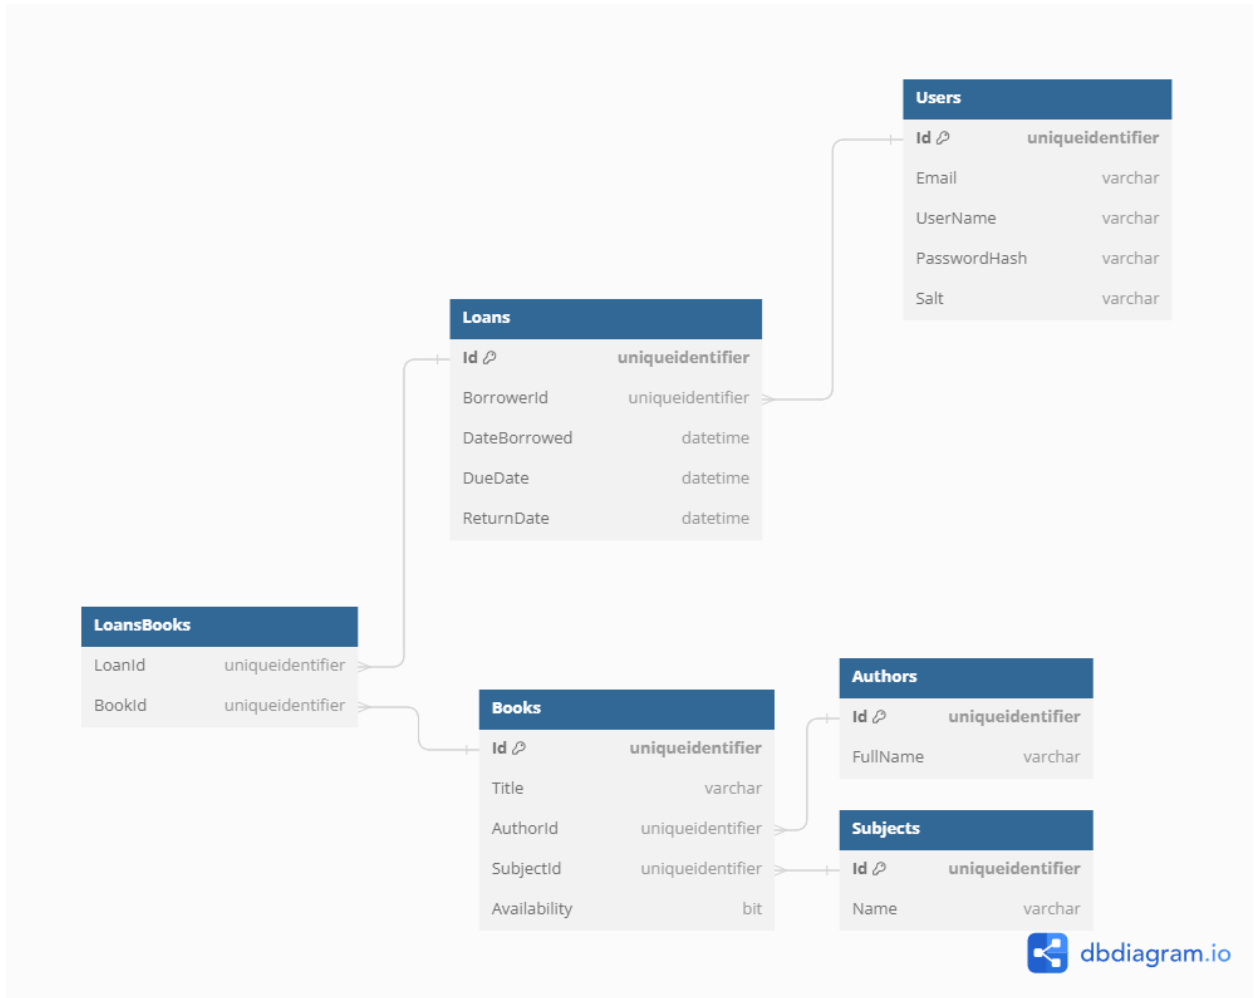 Users
Id uniqueidentifier
Email varchar
UserName varchar
PasswordHash varchar
Salt varchar
Loans
Id uniqueidentifier
BorrowerId uniqueidentifier
DateBorrowed datetime
DueDate datetime
ReturnDate datetime
LoansBooks
LoanId uniqueidentifier
BookId uniqueidentifier
Books
Id uniqueidentifier
Title varchar
AuthorId uniqueidentifier
SubjectId uniqueidentifier
Availability bit
Authors
Id uniqueidentifier
FullName varchar
Subjects
Id uniqueidentifier
Name varchar
dbdiagram.io